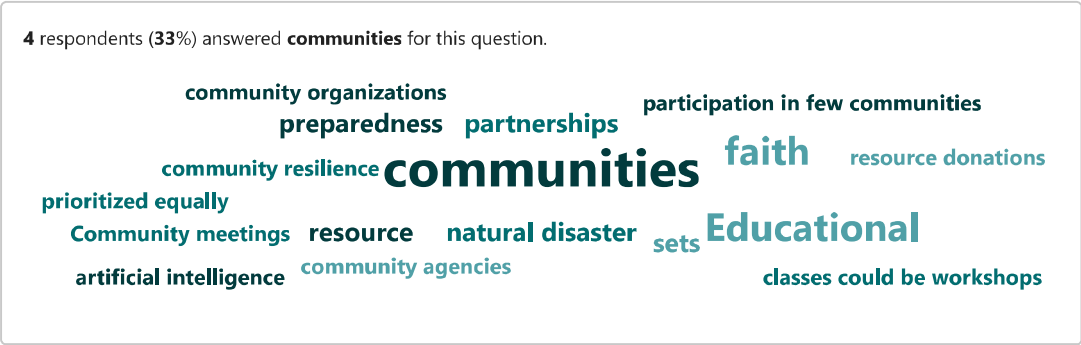 4 respondents (33%) answered communities for this question.
community organizations
participation in few communities
preparedness
partnerships
faith
resource donations
community resilience
communities
prioritized equally
Community meetings
resource
natural disaster
sets
Educational
artificial intelligence
community agencies
classes could be workshops